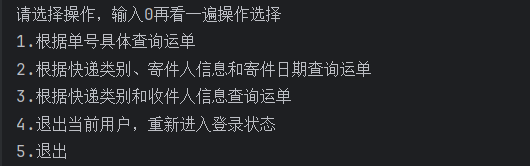 请选择操作，输入0再看一遍操作选择
1.根据单号具体查询运单
2.根据快递类别、寄件人信息和寄件日期查询运单
3.根据快递类别和收件人信息查询运单
4.退出当前用户，重新进入登录状态
5.退出